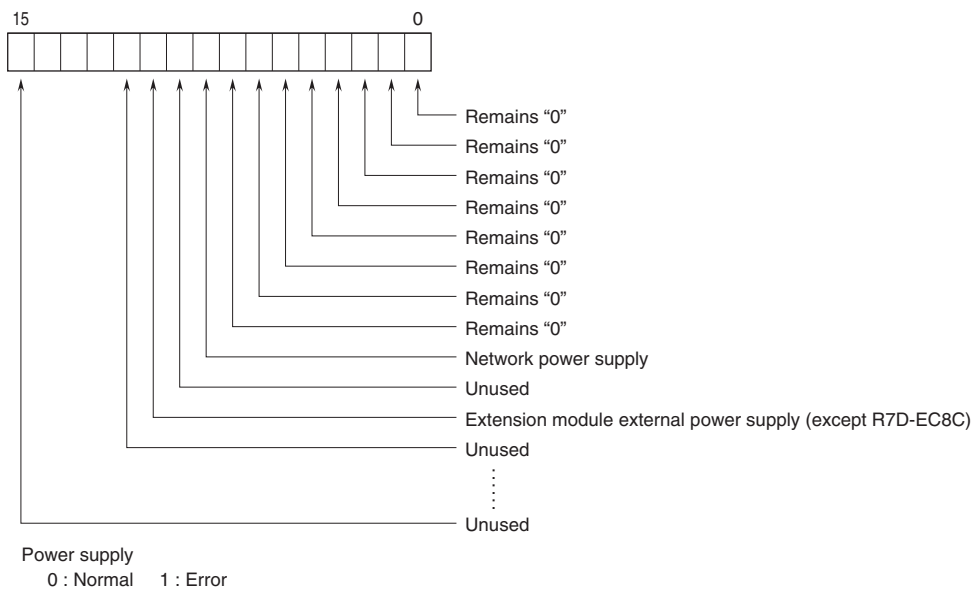 15 0
Remains “0”
Remains “0”
Remains “0”
Remains “0”
Remains “0”
Remains “0”
Remains “0”
Remains “0”
Network power supply
Unused
Extension module external power supply (except R7D-EC8C)
Unused
Unused
Power supply
0 : Normal 1 : Error